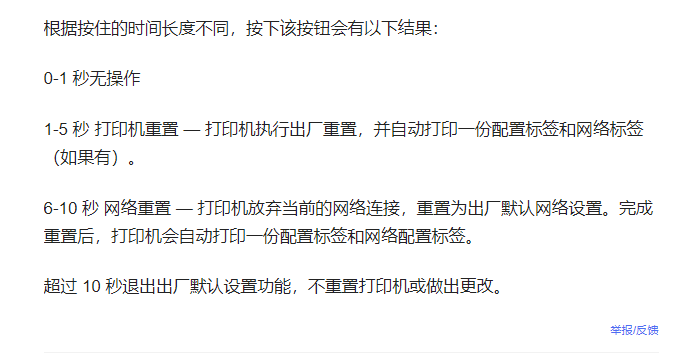 根据按住的时间长度不同，按下该按钮会有以下结果：
0-1 秒无操作
1-5 秒 打印机重置 — 打印机执行出厂重置，并自动打印一份配置标签和网络标签
（如果有）。
6-10 秒 网络重置 — 打印机放弃当前的网络连接，重置为出厂默认网络设置。完成
重置后，打印机会自动打印一份配置标签和网络配置标签。
超过 10 秒退出出厂默认设置功能，不重置打印机或做出更改。
举报/反馈